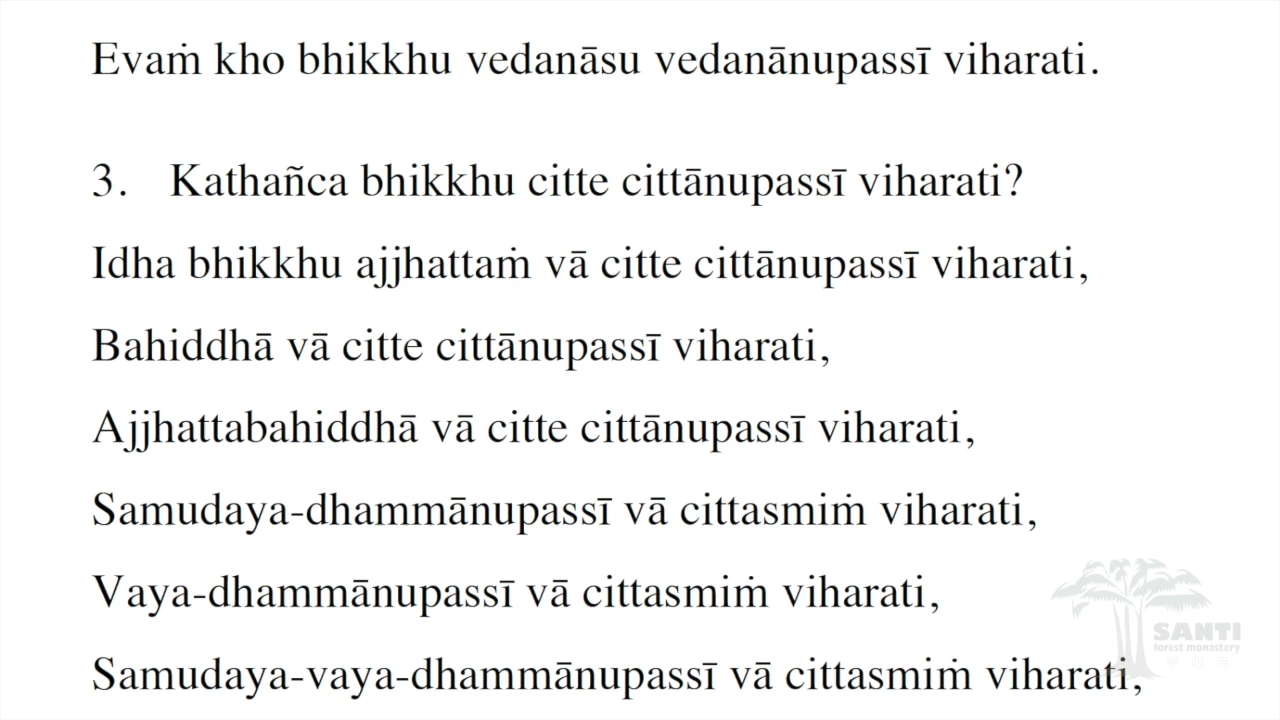 Evaṁ kho bhikkhu vedanāsu vedanānupassī viharati.
3. Kathañca bhikkhu citte cittānupassī viharati?
Idha bhikkhu ajjhattaṁ vā citte cittānupassī viharati,
Bahiddhā vā citte cittānupassī viharati,
Ajjhattabahiddhā vā citte cittānupassī viharati,
Samudaya-dhammānupassī vā cittasmiṁ viharati,
Vaya-dhammānupassī vā cittasmiṁ viharati,
SANTI
forest monastery
Samudaya-vaya-dhammānupassī vā cittasmiṁ viharati,